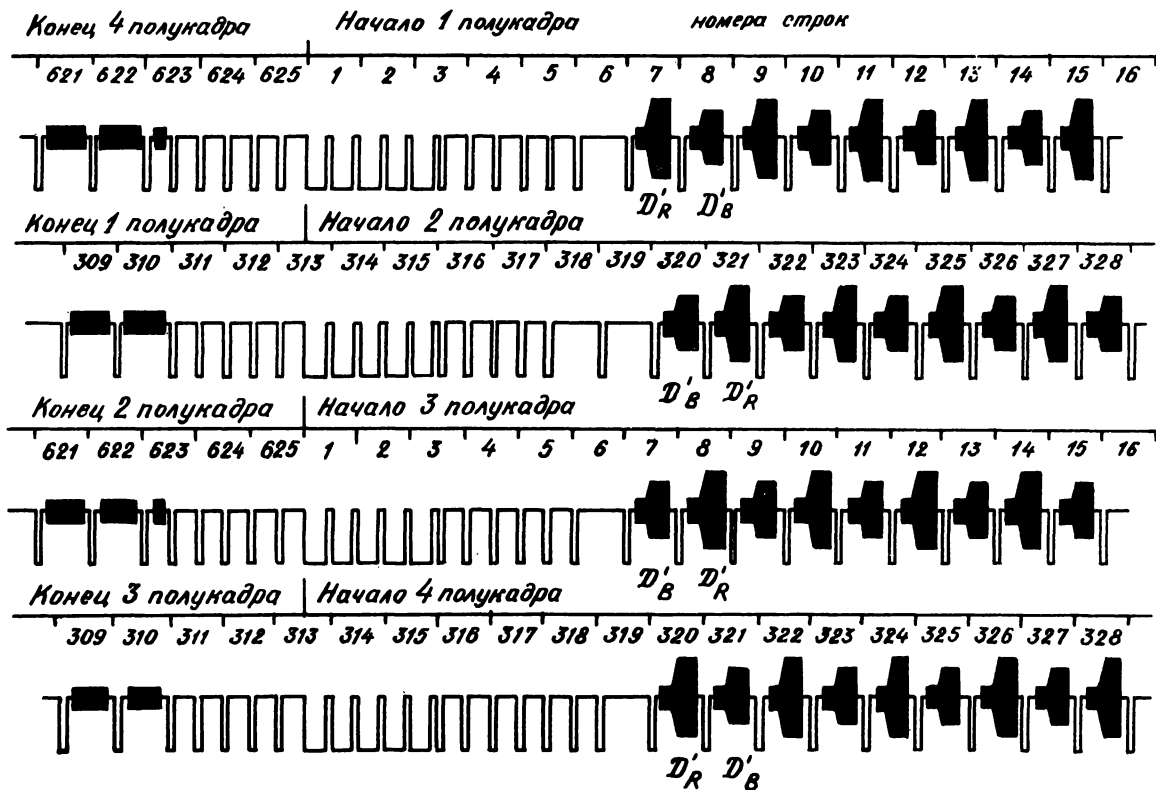 Конец 4 полукадра Начало 1 полукадра номера строк
621 622 623 624 625 1 2 3 4 5 6 7 8 9 10 11 12 13 14 15 16
D'R D'B
Конец 1 полукадра Начало 2 полукадра
309 310 311 312 313 314 315 316 317 318 319 320 321 322 323 324 325 326 327 328
D'B D'R
Конец 2 полукадра Начало 3 полукадра
621 622 623 624 625 1 2 3 4 5 6 7 8 9 10 11 12 13 14 15 16
D'B D'R
Конец 3 полукадра Начало 4 полукадра
309 310 311 312 313 314 315 316 317 318 319 320 321 322 323 324 325 326 327 328
D'R D'B